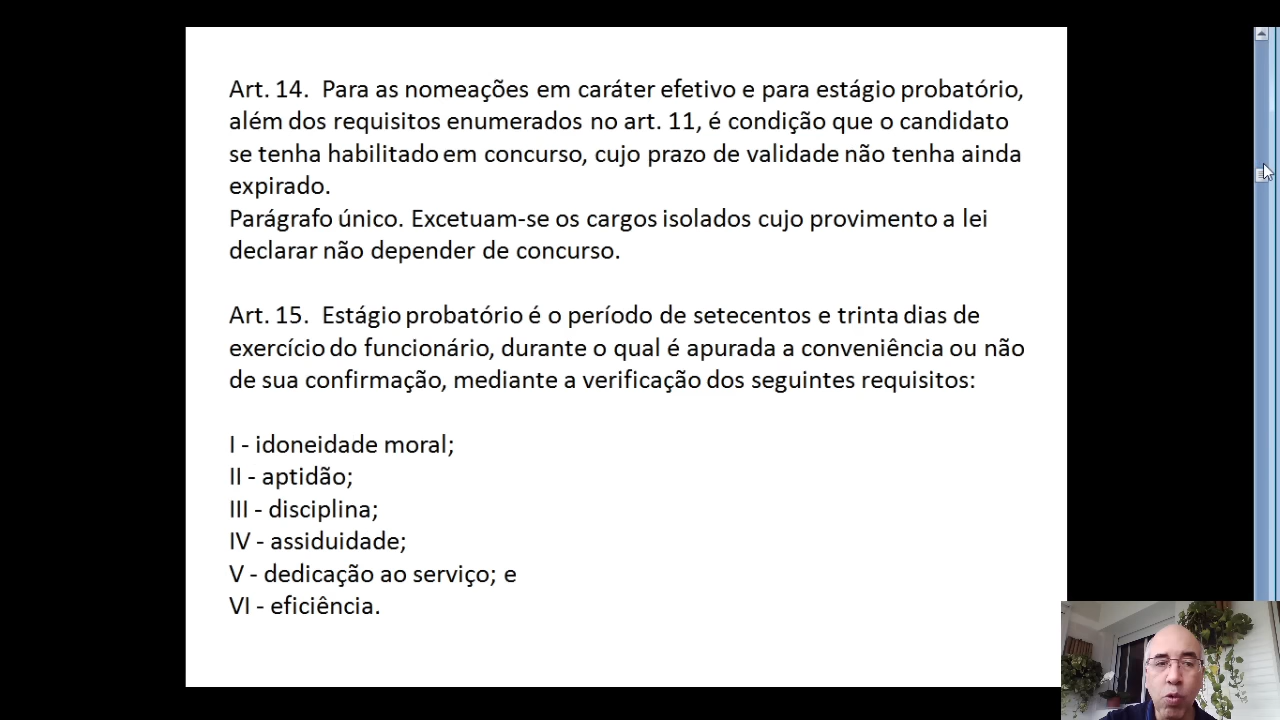 Art. 14.  Para as nomeações em caráter efetivo e para estágio probatório,
além dos requisitos enumerados no art. 11, é condição que o candidato
se tenha habilitado em concurso, cujo prazo de validade não tenha ainda
expirado.
Parágrafo único. Excetuam-se os cargos isolados cujo provimento a lei
declarar não depender de concurso.
Art. 15.  Estágio probatório é o período de setecentos e trinta dias de
exercício do funcionário, durante o qual é apurada a conveniência ou não
de sua confirmação, mediante a verificação dos seguintes requisitos:
I - idoneidade moral;
II - aptidão;
III - disciplina;
IV - assiduidade;
V - dedicação ao serviço; e
VI - eficiência.